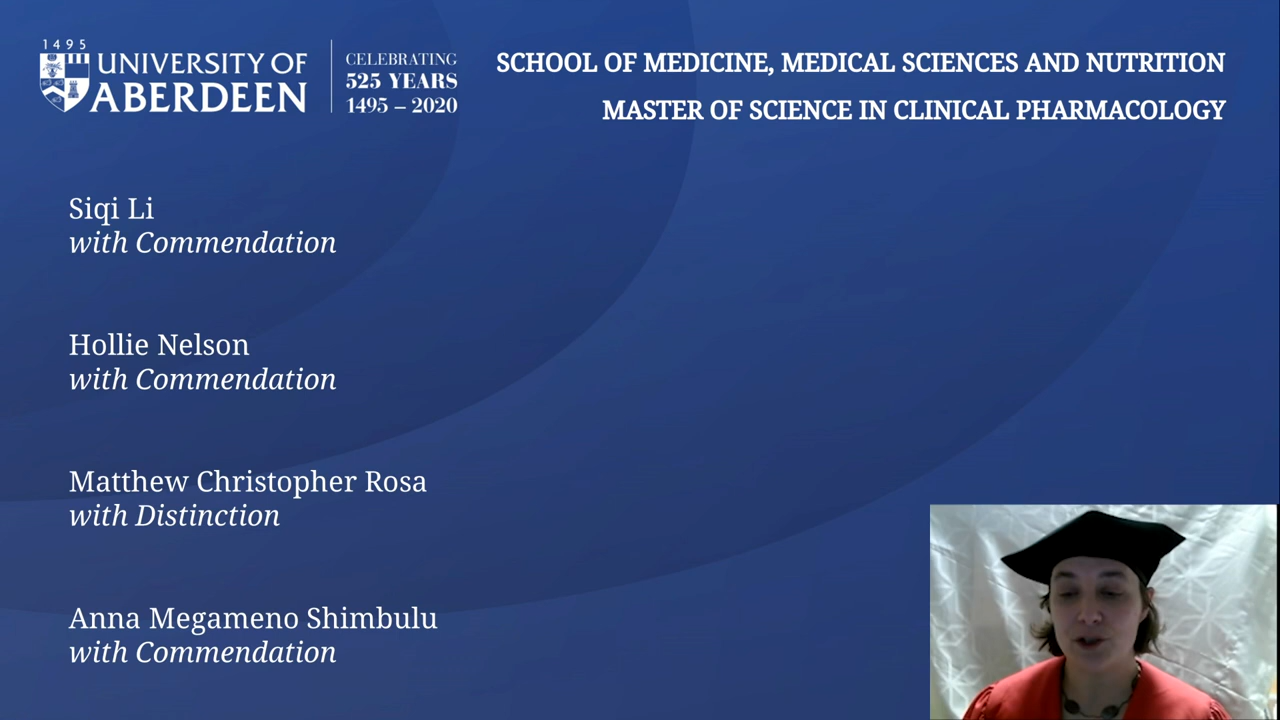 1495
UNIVERSITY OF
ABERDEEN
CELEBRATING
525 YEARS
1495 – 2020
SCHOOL OF MEDICINE, MEDICAL SCIENCES AND NUTRITION
MASTER OF SCIENCE IN CLINICAL PHARMACOLOGY
Siqi Li
with Commendation
Hollie Nelson
with Commendation
Matthew Christopher Rosa
with Distinction
Anna Megameno Shimbulu
with Commendation